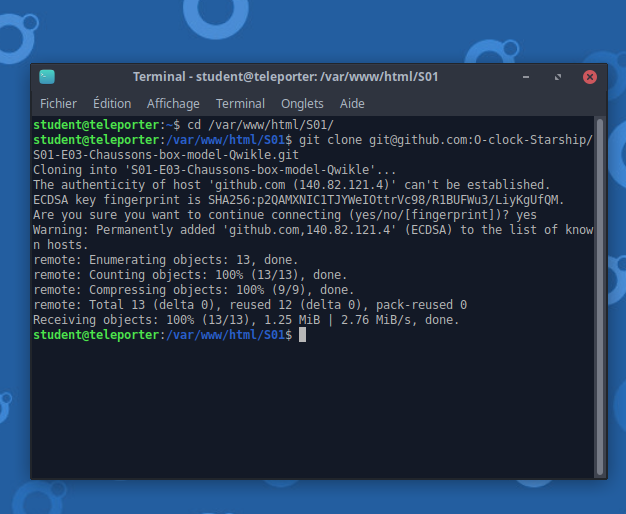 Terminal - student@teleporter: /var/www/html/S01
Fichier Édition Affichage Terminal Onglets Aide
student@teleporter:~$ cd /var/www/html/S01/
student@teleporter:/var/www/html/S01$ git clone git@github.com:O-clock-Starship/
S01-E03-Chaussons-box-model-Qwikle.git
Cloning into 'S01-E03-Chaussons-box-model-Qwikle'...
The authenticity of host 'github.com (140.82.121.4)' can't be established.
ECDSA key fingerprint is SHA256:p2QAMXNIC1TJYWeIOttrVc98/R1BUFWu3/LiyKgUfQM.
Are you sure you want to continue connecting (yes/no/[fingerprint])? yes
Warning: Permanently added 'github.com,140.82.121.4' (ECDSA) to the list of know
n hosts.
remote: Enumerating objects: 13, done.
remote: Counting objects: 100% (13/13), done.
remote: Compressing objects: 100% (9/9), done.
remote: Total 13 (delta 0), reused 12 (delta 0), pack-reused 0
Receiving objects: 100% (13/13), 1.25 MiB | 2.76 MiB/s, done.
student@teleporter:/var/www/html/S01$